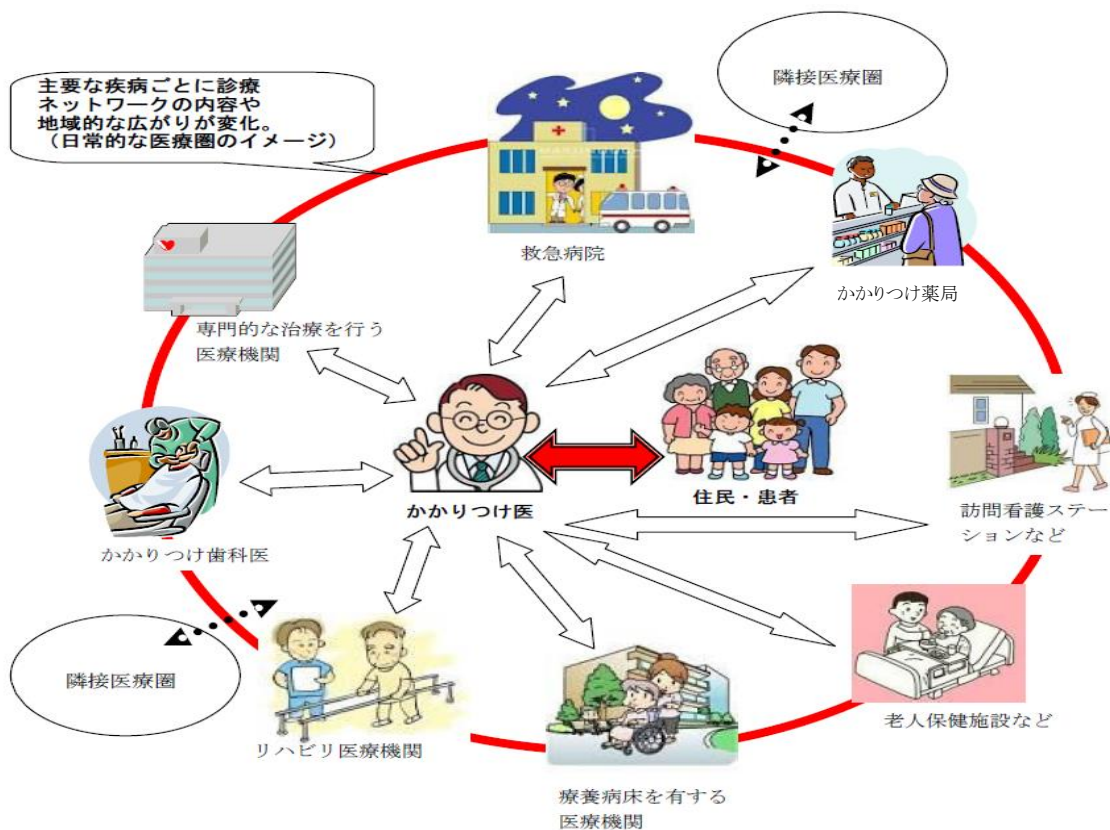 主要な疾病ごとに診療
ネットワークの内容や
地域的な広がりが変化。
（日常的な医療圏のイメージ）
隣接医療圏
救急病院
かかりつけ薬局
専門的な治療を行う
医療機関
かかりつけ医
住民・患者
訪問看護ステー
ションなど
かかりつけ歯科医
隣接医療圏
リハビリ医療機関
老人保健施設など
療養病床を有する
医療機関